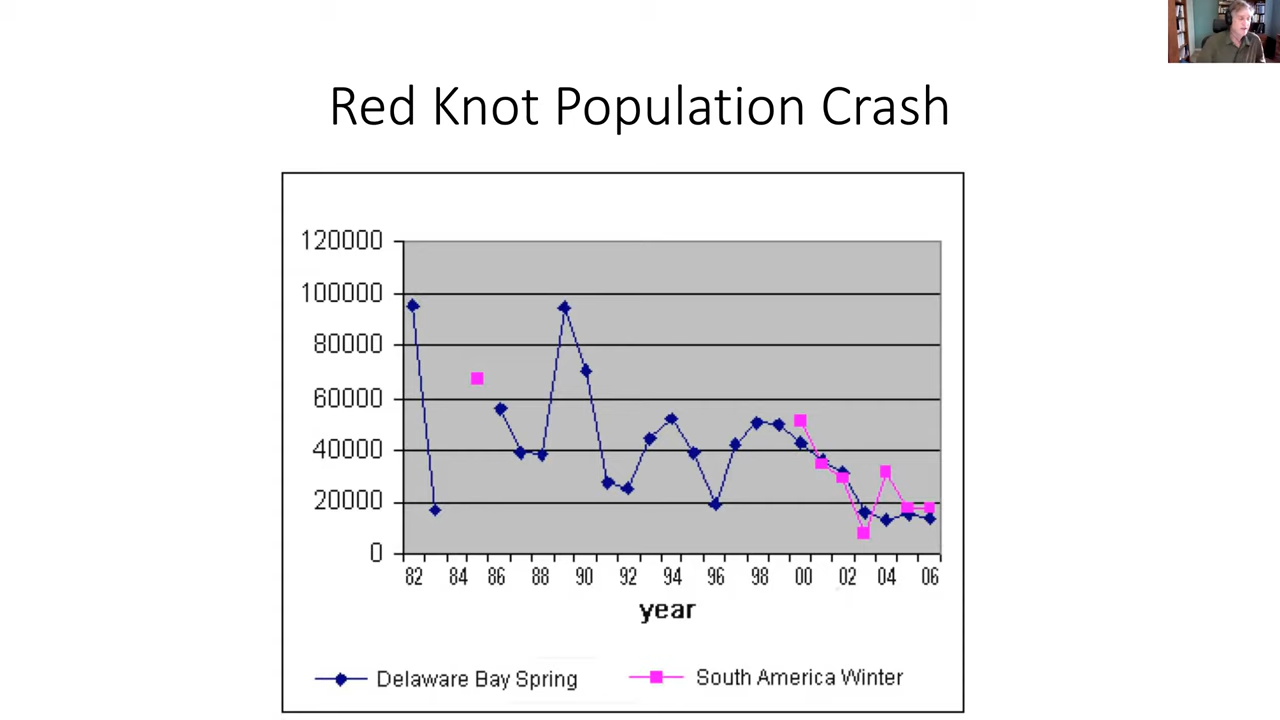 Red Knot Population Crash
120000
100000
80000
60000
40000
20000
0
82 84 86 88 90 92 94 96 98 00 02 04 06
year
Delaware Bay Spring South America Winter